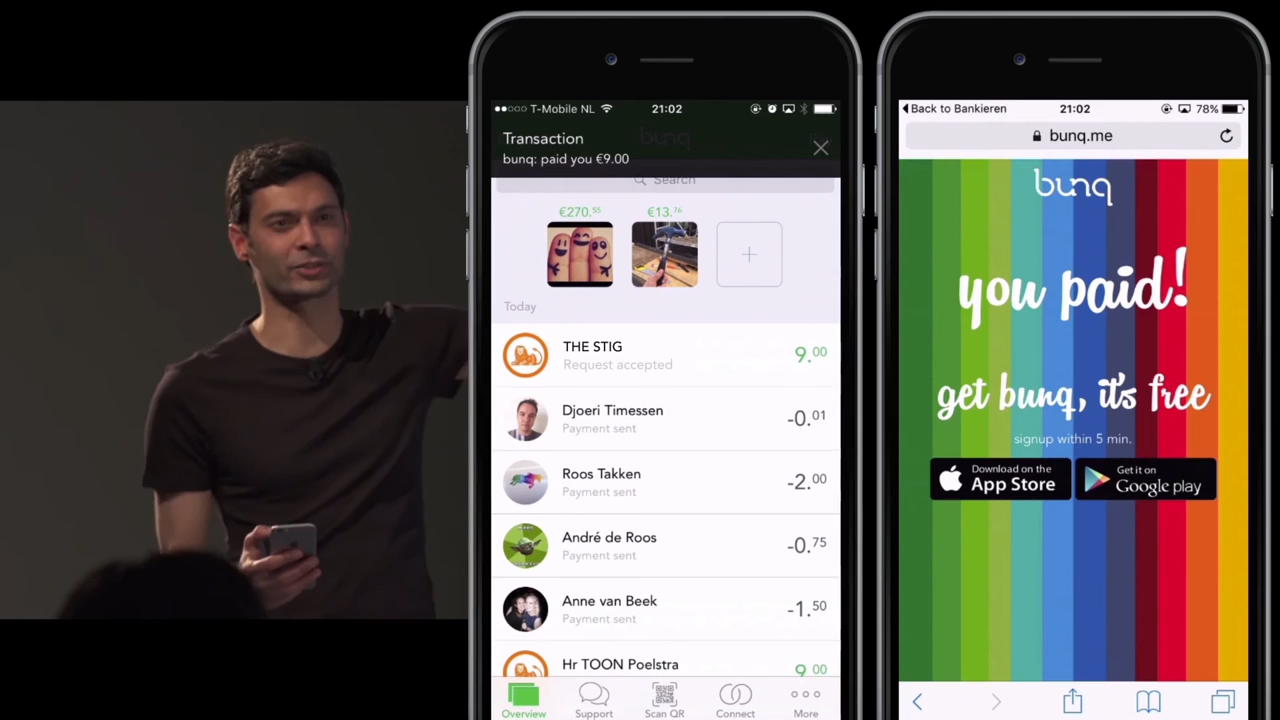 T-Mobile NL
21:02
Transaction
bunq
bunq: paid you €9.00
Search
€270.55
€13.76
Today
THE STIG
Request accepted
9.00
Djoeri Timessen
Payment sent
-0.01
Roos Takken
Payment sent
-2.00
André de Roos
Payment sent
-0.75
Anne van Beek
Payment sent
-1.50
Hr TOON Poelstra
9.00
Overview
Support
Scan QR
Connect
More
Back to Bankieren
21:02
78%
bunq.me
bunq
you paid!
get bunq, it's free
signup within 5 min.
Download on the
App Store
Get it on
Google play